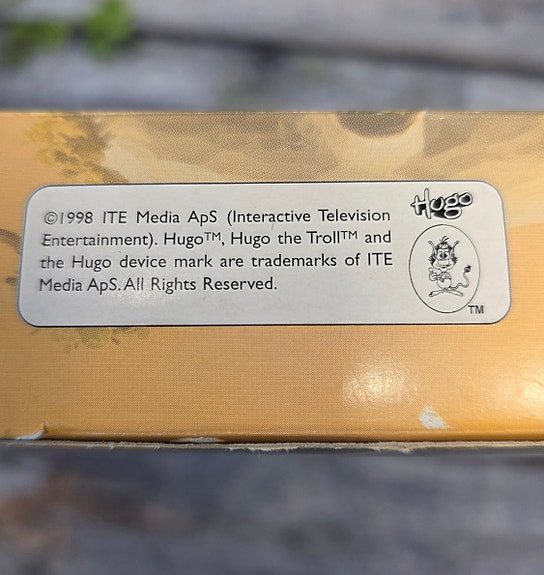 ©1998 ITE Media ApS (Interactive Television
Entertainment). Hugo™, Hugo the Troll™ and
the Hugo device mark are trademarks of ITE
Media ApS. All Rights Reserved.
Hugo
TM